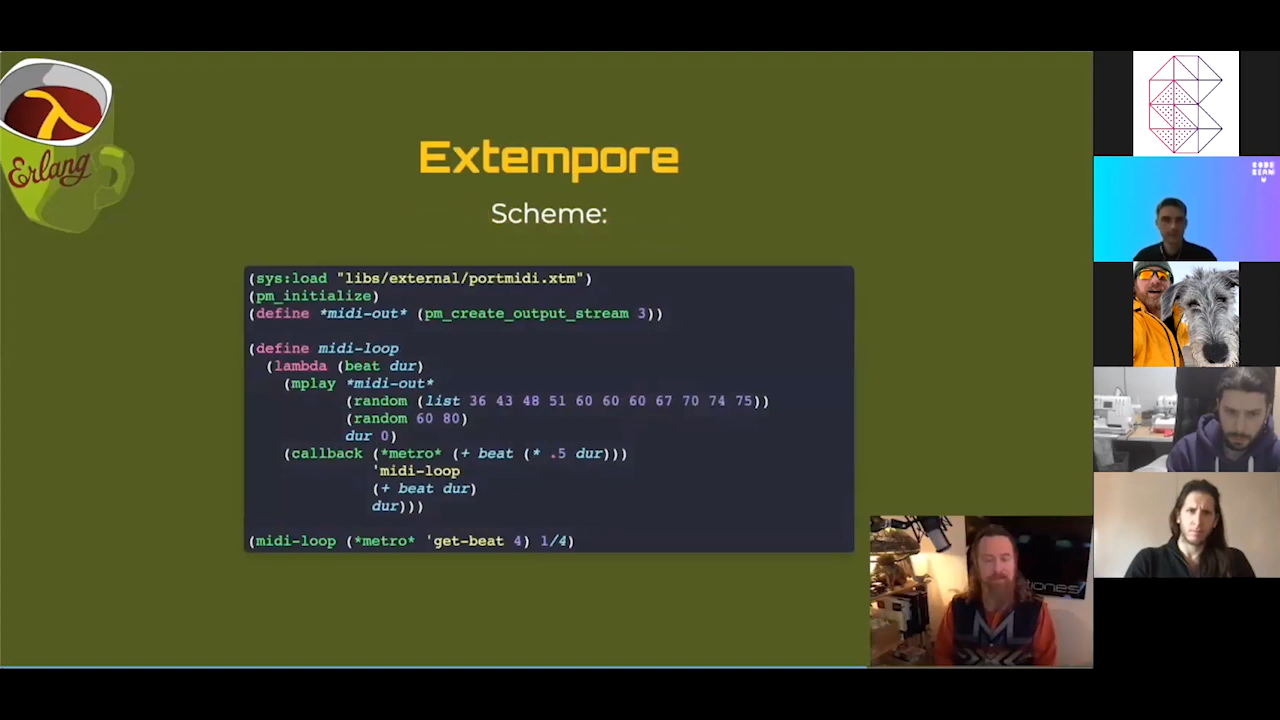 Erlang
Extempore
Scheme:
(sys:load "libs/external/portmidi.xtm")
(pm_initialize)
(define *midi-out* (pm_create_output_stream 3))
(define midi-loop
(lambda (beat dur)
(mplay *midi-out*
(random (list 36 43 48 51 60 60 60 67 70 74 75))
(random 60 80)
dur 0)
(callback (*metro* (+ beat (* .5 dur)))
'midi-loop
(+ beat dur)
dur)))
(midi-loop (*metro* 'get-beat 4) 1/4)
CODE
BEAM
V